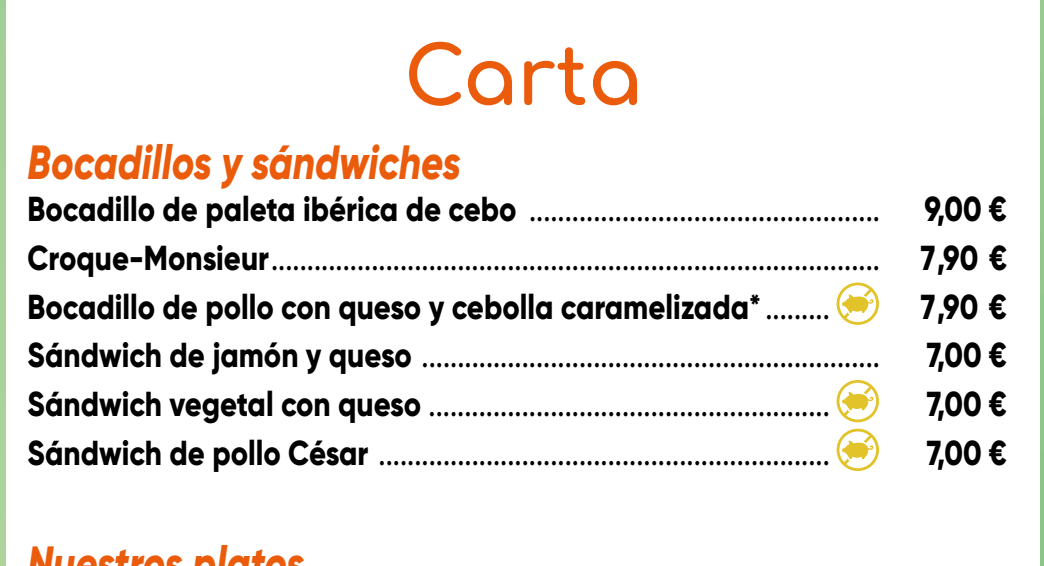 Carta
Bocadillos y sándwiches
Bocadillo de paleta ibérica de cebo ................................................ 9,00 €
Croque-Monsieur.................................................................................... 7,90 €
Bocadillo de pollo con queso y cebolla caramelizada* ......... 7,90 €
Sándwich de jamón y queso ............................................................... 7,00 €
Sándwich vegetal con queso ....................................................... 7,00 €
Sándwich de pollo César .............................................................. 7,00 €
Nuestros platos